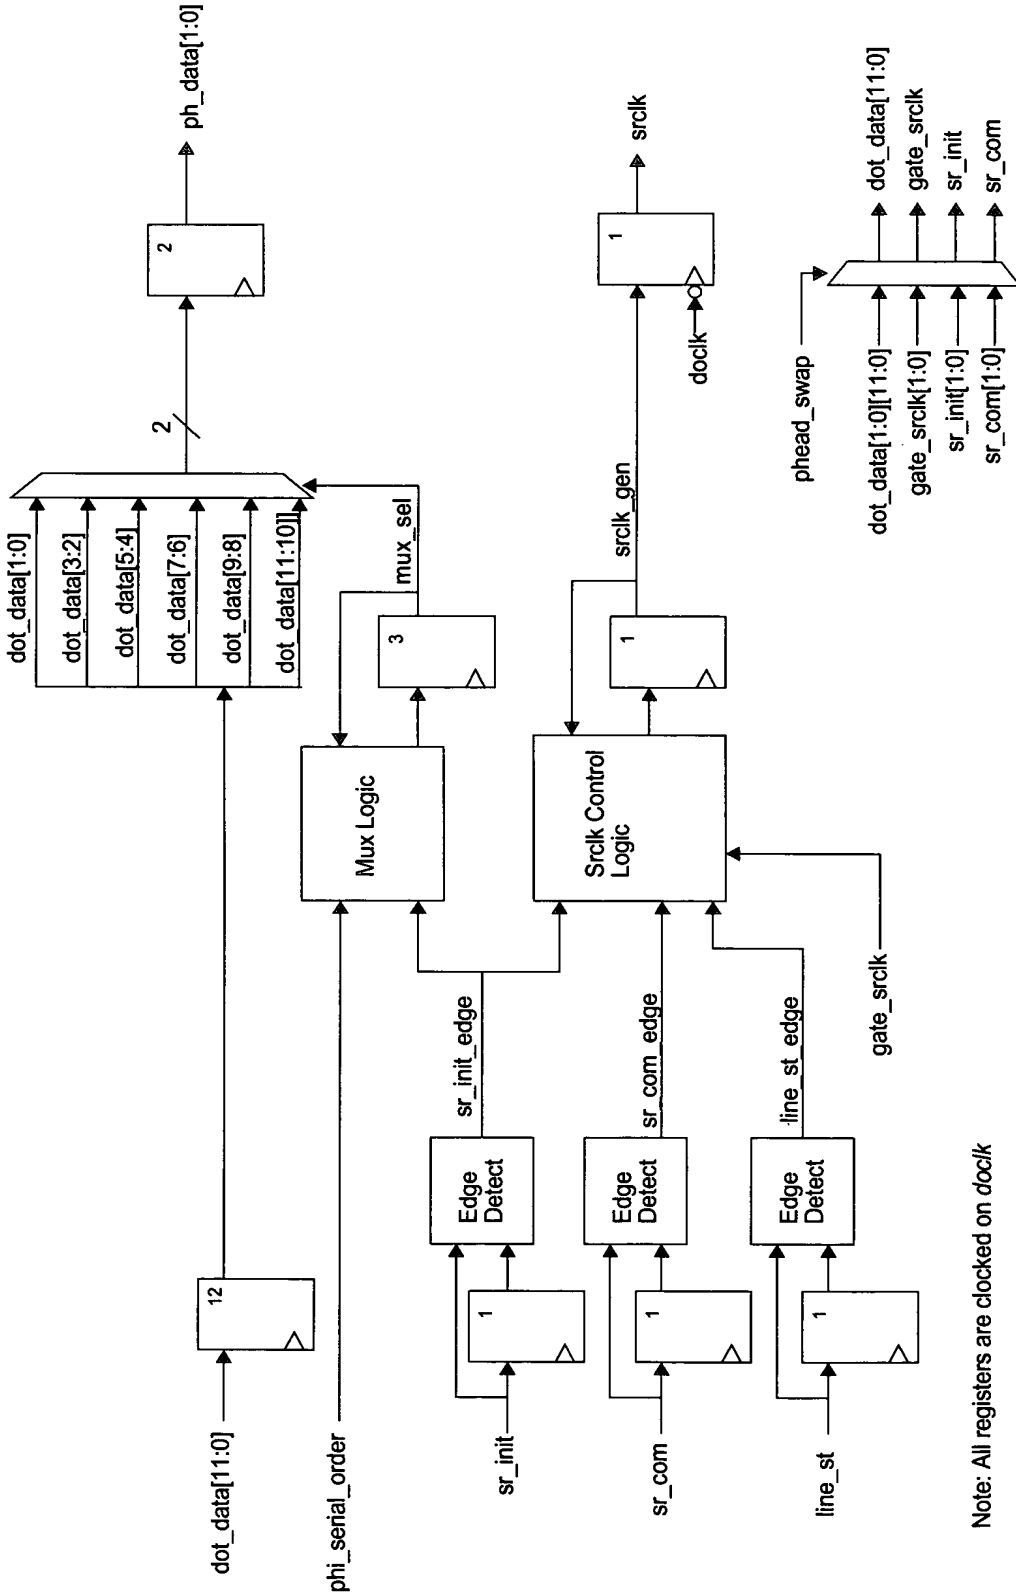 dot_data[11:0]
12
dot_data[1:0]
dot_data[3:2]
dot_data[5:4]
dot_data[7:6]
dot_data[9:8]
dot_data[11:10]]
2
2
ph_data[1:0]
phi_serial_order
Mux Logic
3
mux_sel
sr_init
1
Edge
Detect
sr_init_edge
sr_com
1
Edge
Detect
sr_com_edge
line_st
1
Edge
Detect
line_st_edge
gate_srclk
Srclk Control
Logic
1
srclk_gen
doclk
1
srclk
phead_swap
dot_data[1:0][11:0]
gate_srclk[1:0]
sr_init[1:0]
sr_com[1:0]
dot_data[11:0]
gate_srclk
sr_init
sr_com
Note: All registers are clocked on doclk